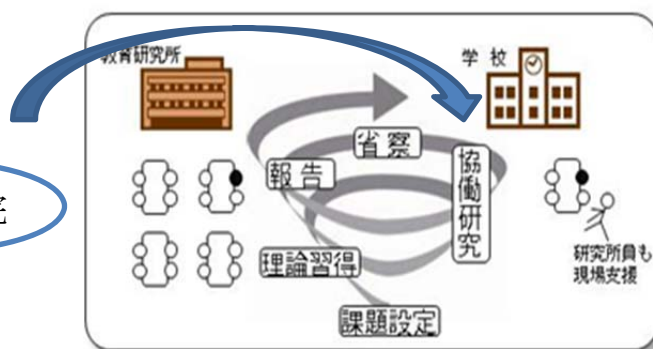 教育研究所
学校
省察
報告
協働研究
理論習得
課題設定
研究所員も
現場支援